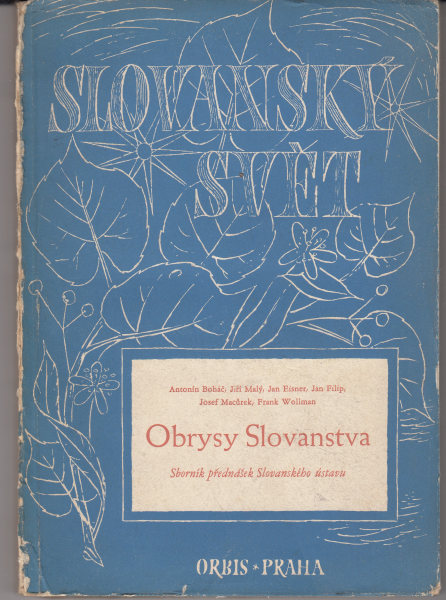 SLOVANSKÝ
SVĚT
Antonín Boháč, Jiří Malý, Jan Eisner, Jan Filip,
Josef Macůrek, Frank Wollman
Obrysy Slovanstva
Sborník přednášek Slovanského ústavu
ORBIS * PRAHA